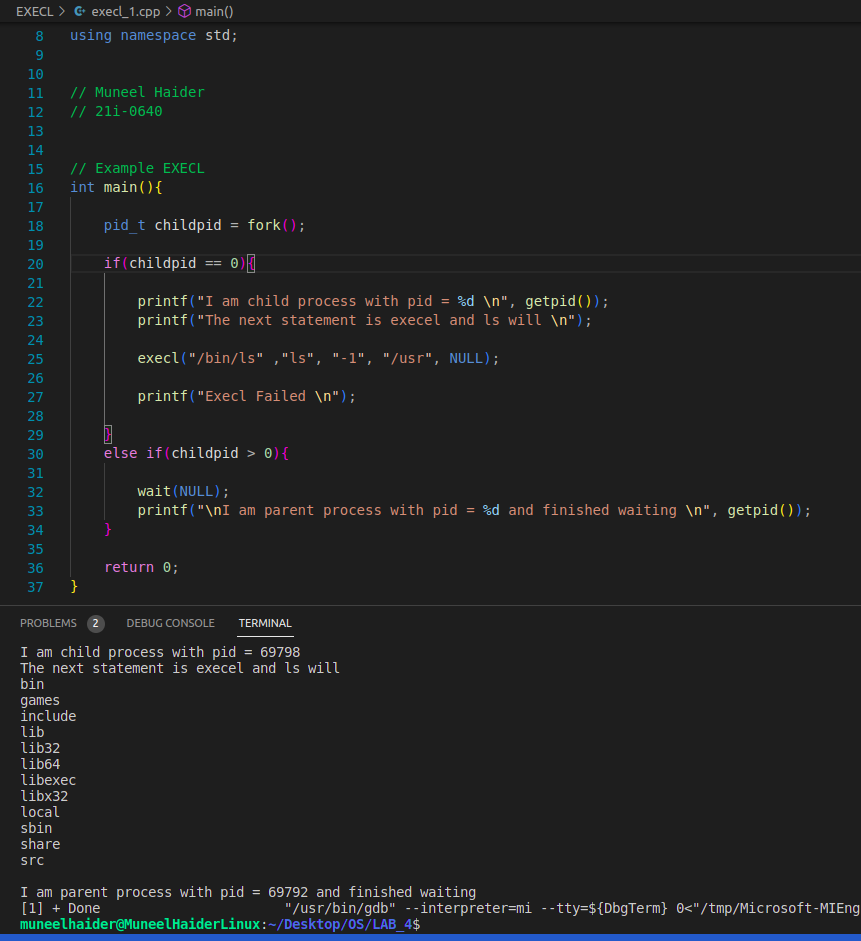 EXECL > execl_1.cpp > main()
8 using namespace std;
9
10
11 // Muneel Haider
12 // 21i-0640
13
14
15 // Example EXECL
16 int main(){
17
18 pid_t childpid = fork();
19
20 if(childpid == 0){
21
22 printf("I am child process with pid = %d \n", getpid());
23 printf("The next statement is execel and ls will \n");
24
25 execl("/bin/ls" ,"ls", "-1", "/usr", NULL);
26
27 printf("Execl Failed \n");
28
29 }
30 else if(childpid > 0){
31
32 wait(NULL);
33 printf("\nI am parent process with pid = %d and finished waiting \n", getpid());
34 }
35
36 return 0;
37 }
PROBLEMS 2 DEBUG CONSOLE TERMINAL
I am child process with pid = 69798
The next statement is execel and ls will
bin
games
include
lib
lib32
lib64
libexec
libx32
local
sbin
share
src
I am parent process with pid = 69792 and finished waiting
[1] + Done "/usr/bin/gdb" --interpreter=mi --tty=${DbgTerm} 0<"/tmp/Microsoft-MIEng
muneelhaider@MuneelHaiderLinux:~/Desktop/OS/LAB_4$